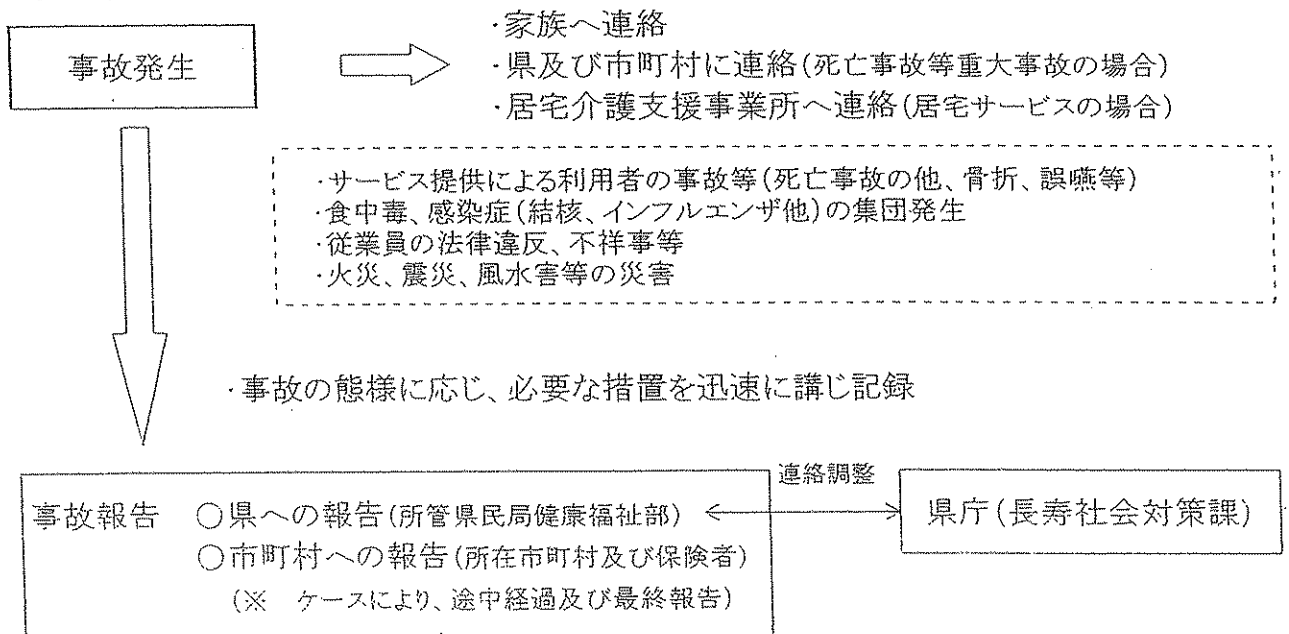 事故発生
・家族へ連絡
・県及び市町村に連絡(死亡事故等重大事故の場合)
・居宅介護支援事業所へ連絡(居宅サービスの場合)
・サービス提供による利用者の事故等(死亡事故の他、骨折、誤嚥等)
・食中毒、感染症(結核、インフルエンザ他)の集団発生
・従業員の法律違反、不祥事等
・火災、震災、風水害等の災害
・事故の態様に応じ、必要な措置を迅速に講じ記録
事故報告 ○県への報告(所管県民局健康福祉部)
○市町村への報告(所在市町村及び保険者)
(※ ケースにより、途中経過及び最終報告)
連絡調整
県庁(長寿社会対策課)